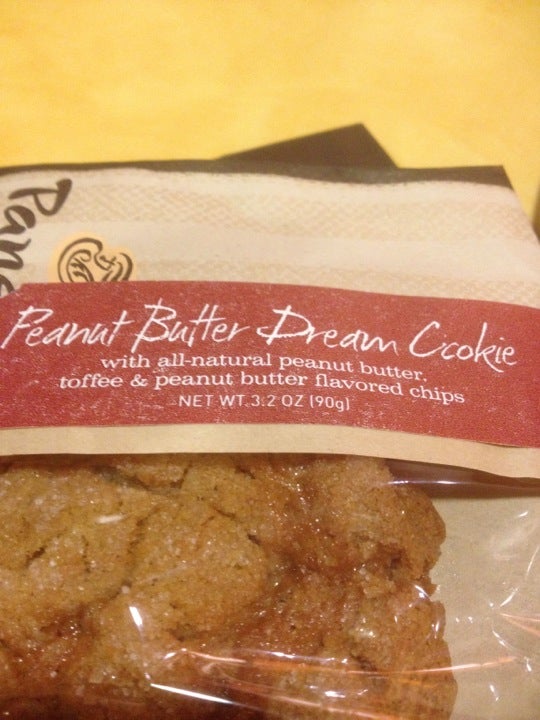 Pane
Peanut Butter Dream Cookie
with all-natural peanut butter,
toffee & peanut butter flavored chips
NET WT. 3.2 OZ (90g)